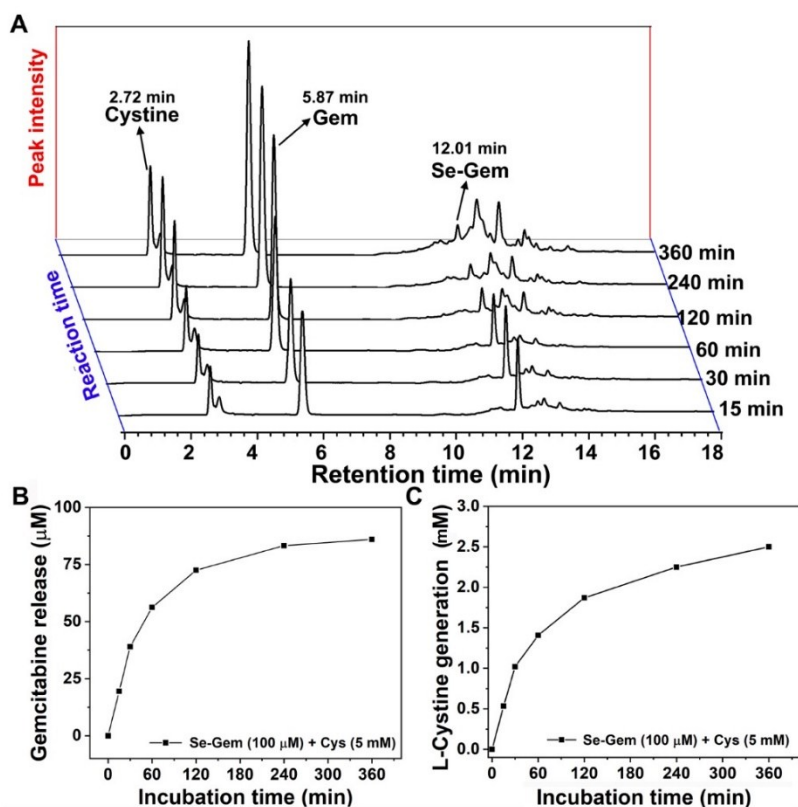 A
Peak intensity
2.72 min
Cystine
5.87 min
Gem
12.01 min
Se-Gem
360 min
240 min
120 min
60 min
30 min
15 min
Reaction time
0 2 4 6 8 10 12 14 16 18
Retention time (min)
B
Gemcitabine release (μM)
100
75
50
25
0
Se-Gem (100 μM) + Cys (5 mM)
0 60 120 180 240 300 360
Incubation time (min)
C
L-Cystine generation (mM)
3.0
2.5
2.0
1.5
1.0
0.5
0.0
Se-Gem (100 μM) + Cys (5 mM)
0 60 120 180 240 300 360
Incubation time (min)